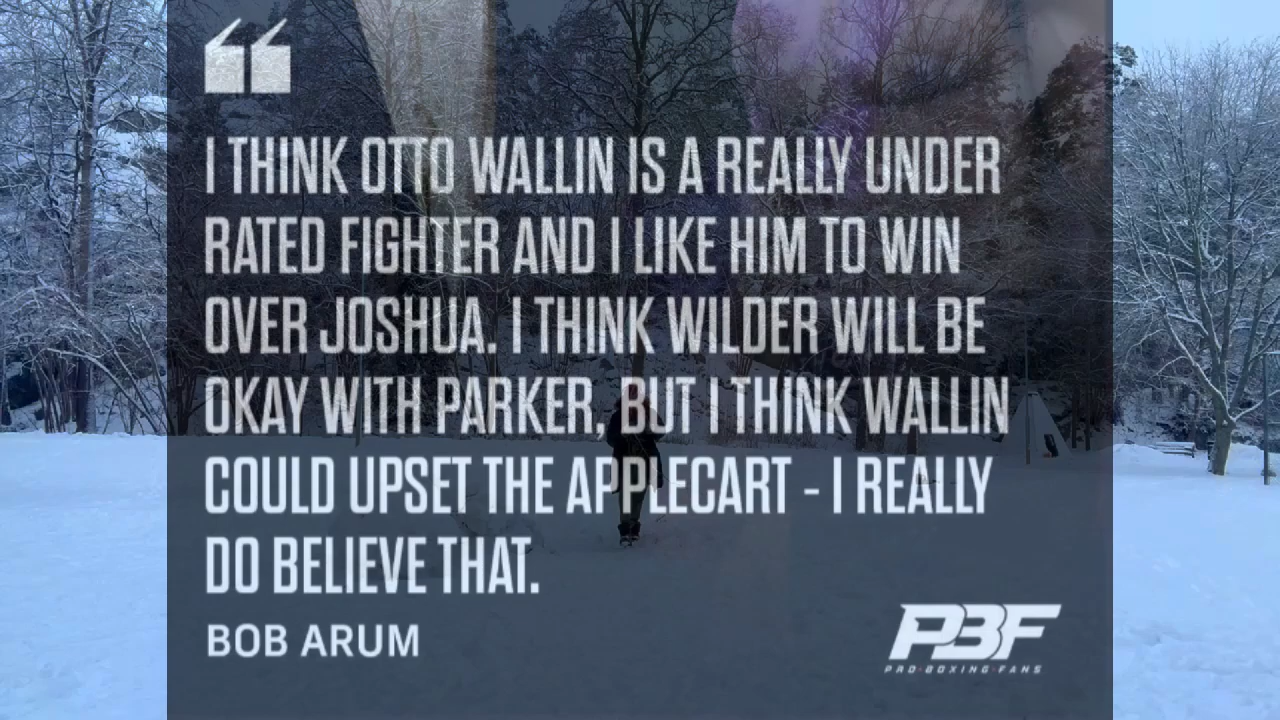 I THINK OTTO WALLIN IS A REALLY UNDER
RATED FIGHTER AND I LIKE HIM TO WIN
OVER JOSHUA. I THINK WILDER WILL BE
OKAY WITH PARKER, BUT I THINK WALLIN
COULD UPSET THE APPLECART - I REALLY
DO BELIEVE THAT.
BOB ARUM
PBF
PRO BOXING FANS